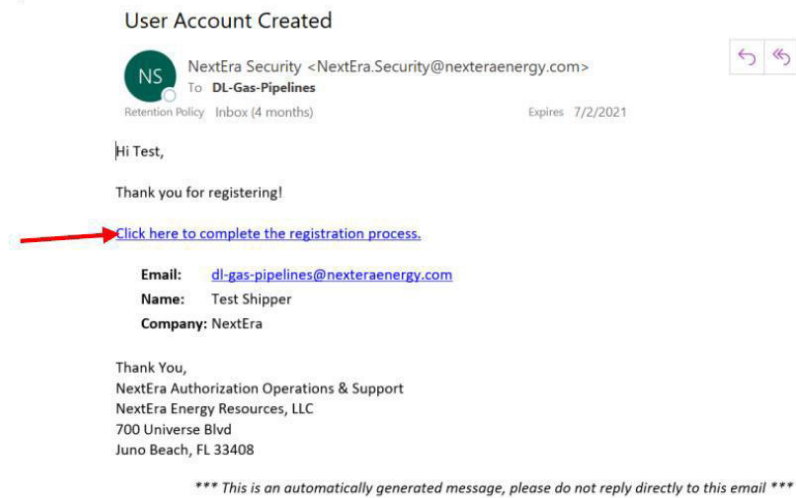 User Account Created
NS
NextEra Security <NextEra.Security@nexteraenergy.com>
To DL-Gas-Pipelines
Retention Policy Inbox (4 months) Expires 7/2/2021
Hi Test,
Thank you for registering!
Click here to complete the registration process.
Email: dl-gas-pipelines@nexteraenergy.com
Name: Test Shipper
Company: NextEra
Thank You,
NextEra Authorization Operations & Support
NextEra Energy Resources, LLC
700 Universe Blvd
Juno Beach, FL 33408
*** This is an automatically generated message, please do not reply directly to this email ***